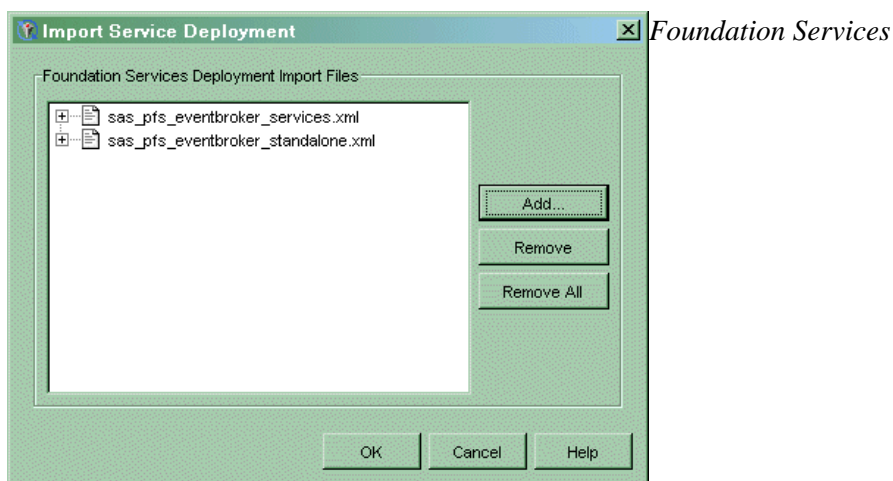 Import Service Deployment
Foundation Services
Foundation Services Deployment Import Files
sas_pfs_eventbroker_services.xml
sas_pfs_eventbroker_standalone.xml
Add...
Remove
Remove All
OK Cancel Help